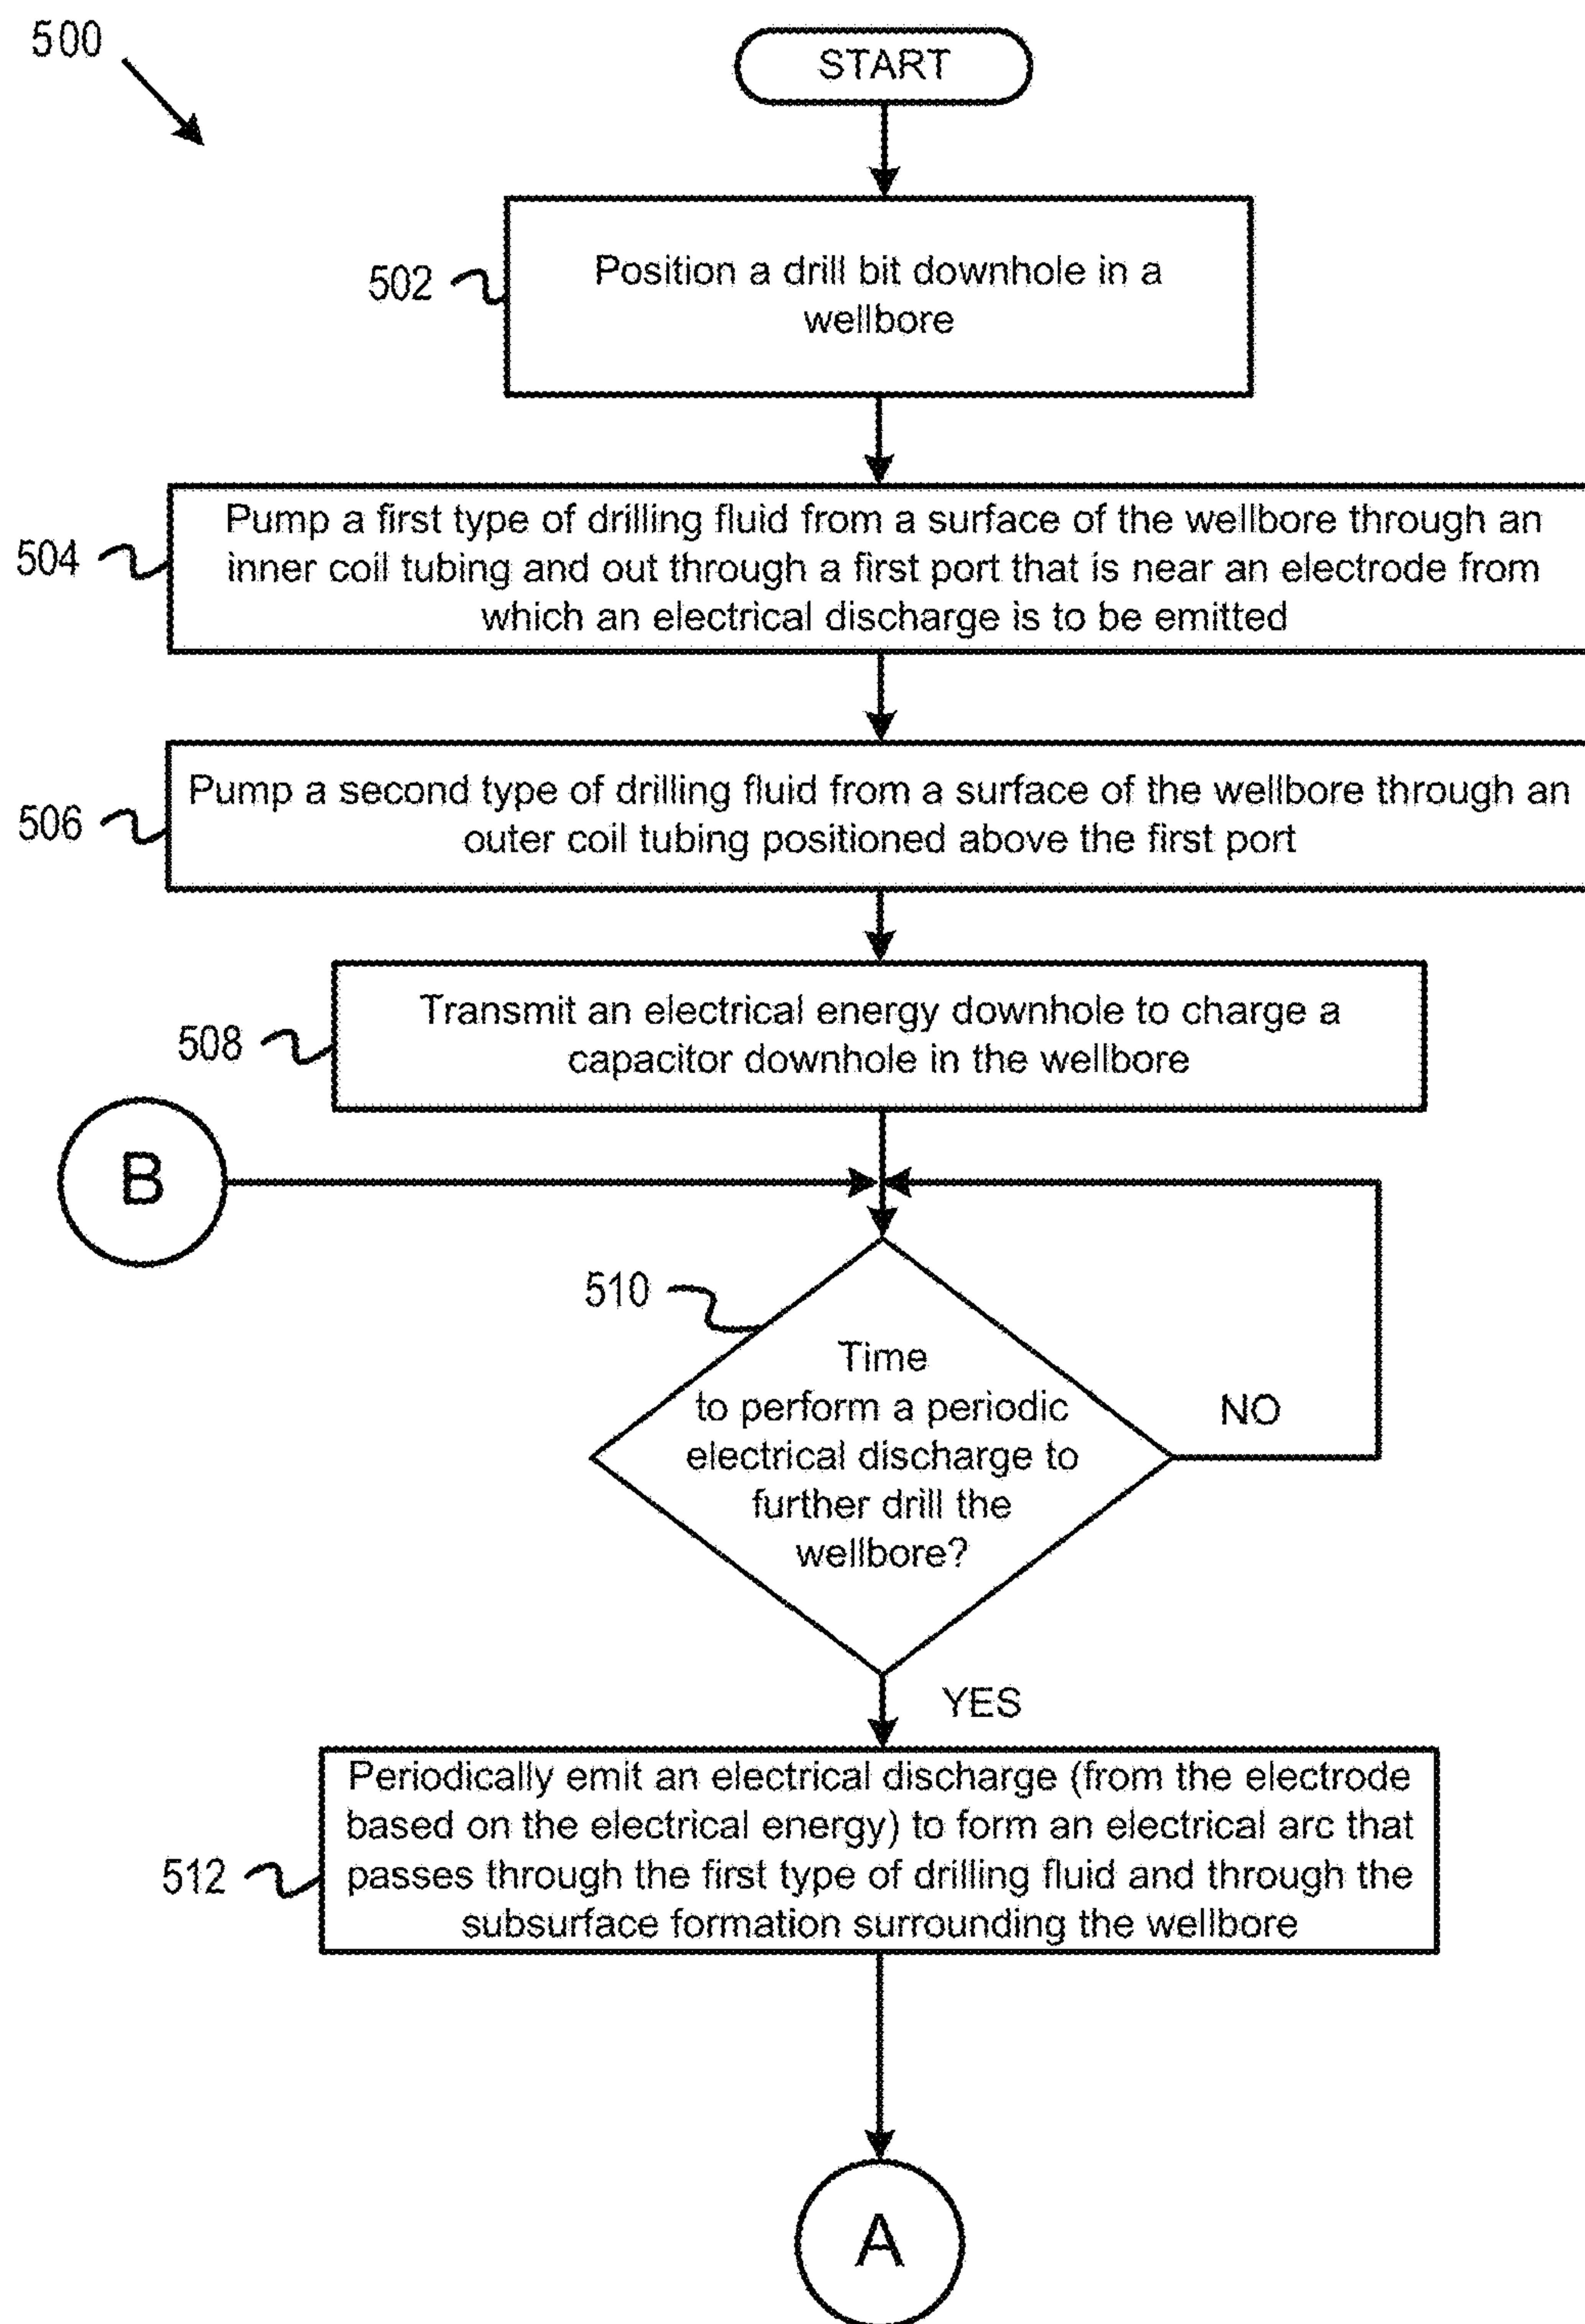 500
START
502
Position a drill bit downhole in a
wellbore
504
Pump a first type of drilling fluid from a surface of the wellbore through an
inner coil tubing and out through a first port that is near an electrode from
which an electrical discharge is to be emitted
506
Pump a second type of drilling fluid from a surface of the wellbore through an
outer coil tubing positioned above the first port
508
Transmit an electrical energy downhole to charge a
capacitor downhole in the wellbore
B
510
Time
to perform a periodic
electrical discharge to
further drill the
wellbore?
NO
YES
512
Periodically emit an electrical discharge (from the electrode
based on the electrical energy) to form an electrical arc that
passes through the first type of drilling fluid and through the
subsurface formation surrounding the wellbore
A